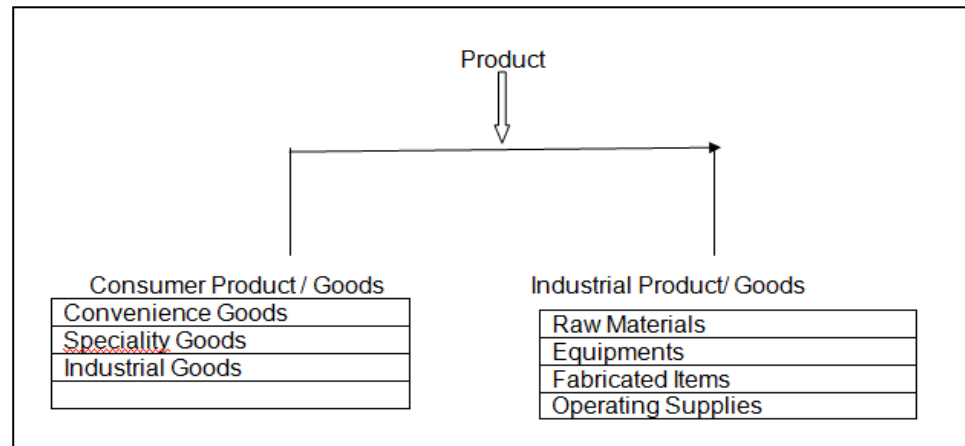 Product
Consumer Product / Goods
Convenience Goods
Speciality Goods
Industrial Goods
Industrial Product/ Goods
Raw Materials
Equipments
Fabricated Items
Operating Supplies